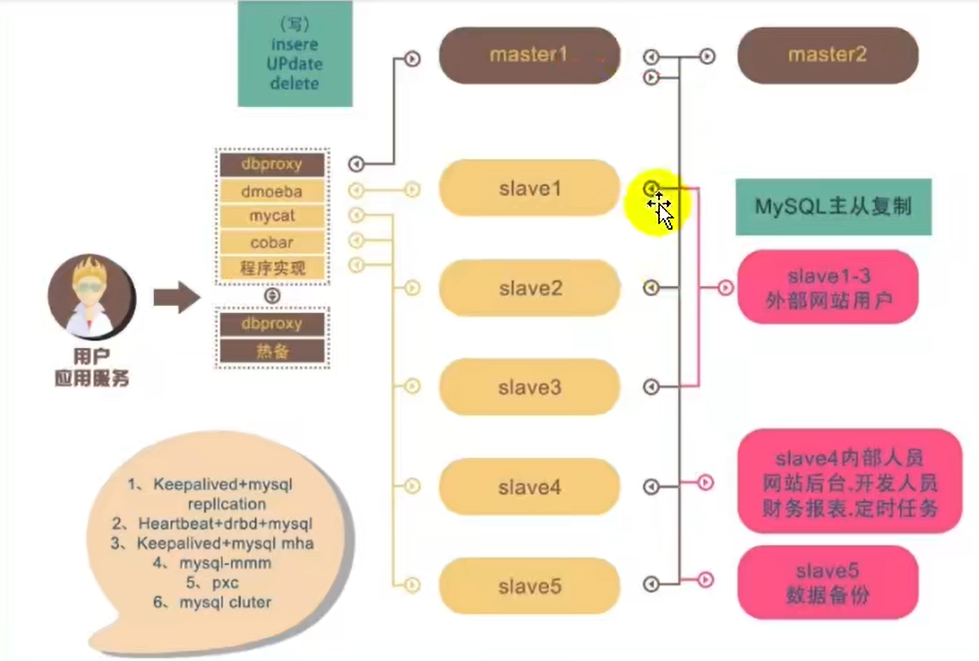 （写）
insere
UPdate
delete
master1
master2
dbproxy
dmoeba
mycat
cobar
程序实现
dbproxy
热备
用户
应用服务
slave1
slave2
slave3
slave4
slave5
MySQL主从复制
slave1-3
外部网站用户
slave4内部人员
网站后台.开发人员
财务报表.定时任务
slave5
数据备份
1、Keepalived+mysql
repllcation
2、Heartbeat+drbd+mysql
3、Keepalived+mysql mha
4、mysql-mmm
5、pxc
6、mysql cluter